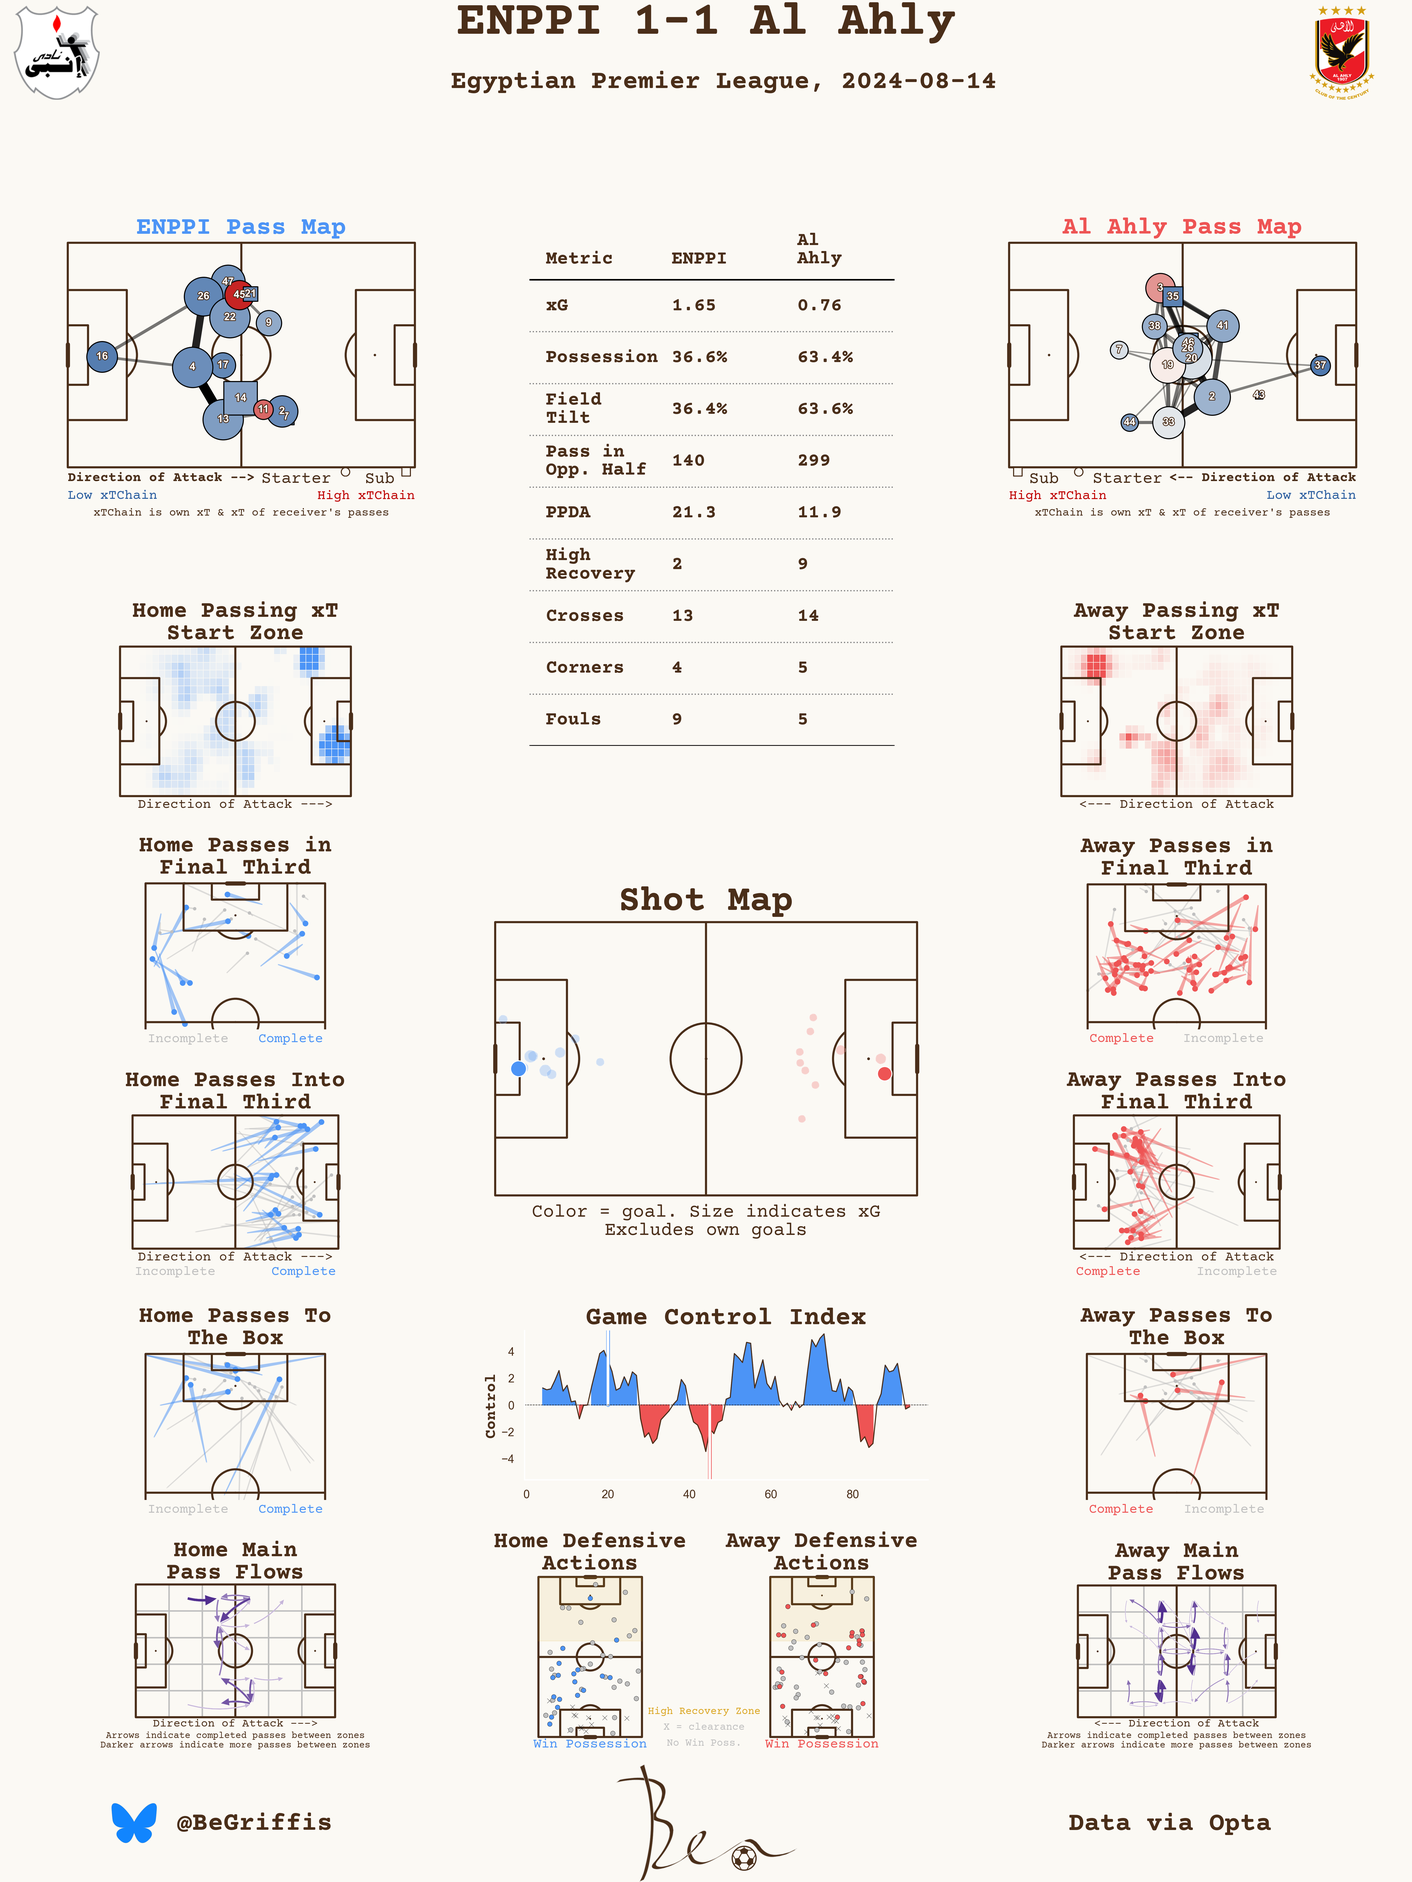 ENPPI 1-1 Al Ahly
Egyptian Premier League, 2024-08-14
نادي
إنبي
الأهلي
AL AHLY
1907
CLUB OF THE CENTURY
ENPPI Pass Map
47
26
45
21
22
9
16
4
17
14
13
11
2
7
Direction of Attack --> Starter Sub
Low xTChain High xTChain
xTChain is own xT & xT of receiver's passes
Metric ENPPI Al Ahly
xG 1.65 0.76
Possession 36.6% 63.4%
Field Tilt 36.4% 63.6%
Pass in Opp. Half 140 299
PPDA 21.3 11.9
High Recovery 2 9
Crosses 13 14
Corners 4 5
Fouls 9 5
Al Ahly Pass Map
3
35
38
41
7
26
20
19
37
2
43
44
33
Sub Starter <-- Direction of Attack
High xTChain Low xTChain
xTChain is own xT & xT of receiver's passes
Home Passing xT
Start Zone
Direction of Attack --->
Away Passing xT
Start Zone
<--- Direction of Attack
Home Passes in
Final Third
Incomplete Complete
Away Passes in
Final Third
Complete Incomplete
Shot Map
Color = goal. Size indicates xG
Excludes own goals
Home Passes Into
Final Third
Direction of Attack --->
Incomplete Complete
Away Passes Into
Final Third
<--- Direction of Attack
Complete Incomplete
Home Passes To
The Box
Incomplete Complete
Game Control Index
Control
4
2
0
−2
−4
0 20 40 60 80
Away Passes To
The Box
Complete Incomplete
Home Main
Pass Flows
Direction of Attack --->
Arrows indicate completed passes between zones
Darker arrows indicate more passes between zones
Home Defensive
Actions
Win Possession
Away Defensive
Actions
Win Possession
High Recovery Zone
X = clearance
No Win Poss.
Away Main
Pass Flows
<--- Direction of Attack
Arrows indicate completed passes between zones
Darker arrows indicate more passes between zones
@BeGriffis
Ben
Data via Opta